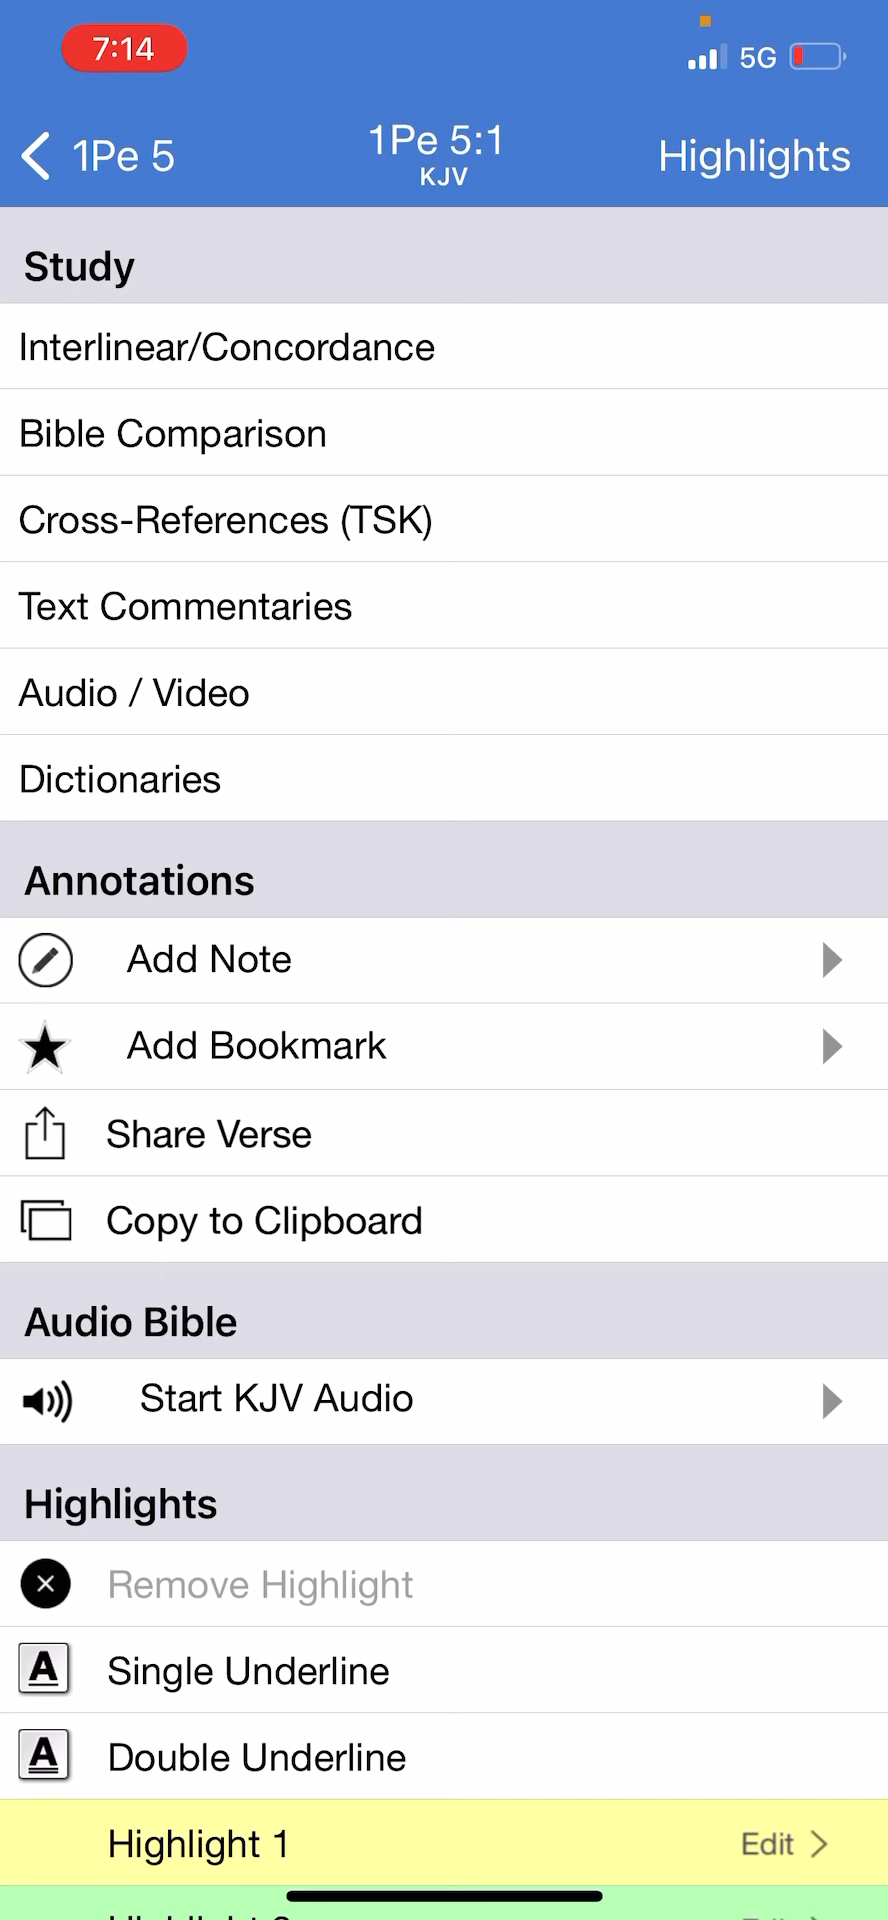 7:14
5G
1Pe 5
1Pe 5:1
KJV
Highlights
Study
Interlinear/Concordance
Bible Comparison
Cross-References (TSK)
Text Commentaries
Audio / Video
Dictionaries
Annotations
Add Note
Add Bookmark
Share Verse
Copy to Clipboard
Audio Bible
Start KJV Audio
Highlights
Remove Highlight
A Single Underline
A Double Underline
Highlight 1 Edit